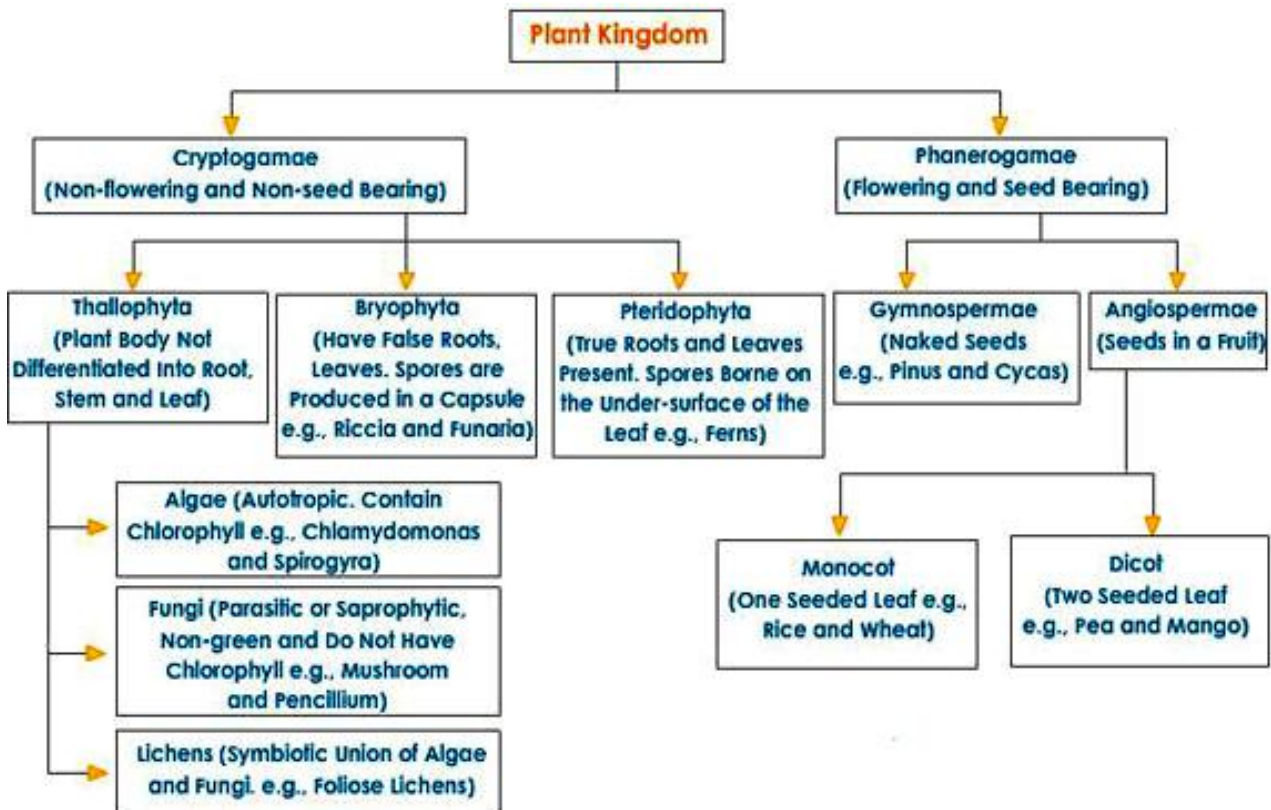 Plant Kingdom
Cryptogamae
(Non-flowering and Non-seed Bearing)
Phanerogamae
(Flowering and Seed Bearing)
Thallophyta
(Plant Body Not
Differentiated Into Root,
Stem and Leaf)
Bryophyta
(Have False Roots,
Leaves. Spores are
Produced in a Capsule
e.g., Riccia and Funaria)
Pteridophyta
(True Roots and Leaves
Present. Spores Borne on
the Under-surface of the
Leaf e.g., Ferns)
Gymnospermae
(Naked Seeds
e.g., Pinus and Cycas)
Angiospermae
(Seeds in a Fruit)
Algae (Autotropic. Contain
Chlorophyll e.g., Chlamydomonas
and Spirogyra)
Fungi (Parasitic or Saprophytic,
Non-green and Do Not Have
Chlorophyll e.g., Mushroom
and Pencillium)
Lichens (Symbiotic Union of Algae
and Fungi. e.g., Foliose Lichens)
Monocot
(One Seeded Leaf e.g.,
Rice and Wheat)
Dicot
(Two Seeded Leaf
e.g., Pea and Mango)